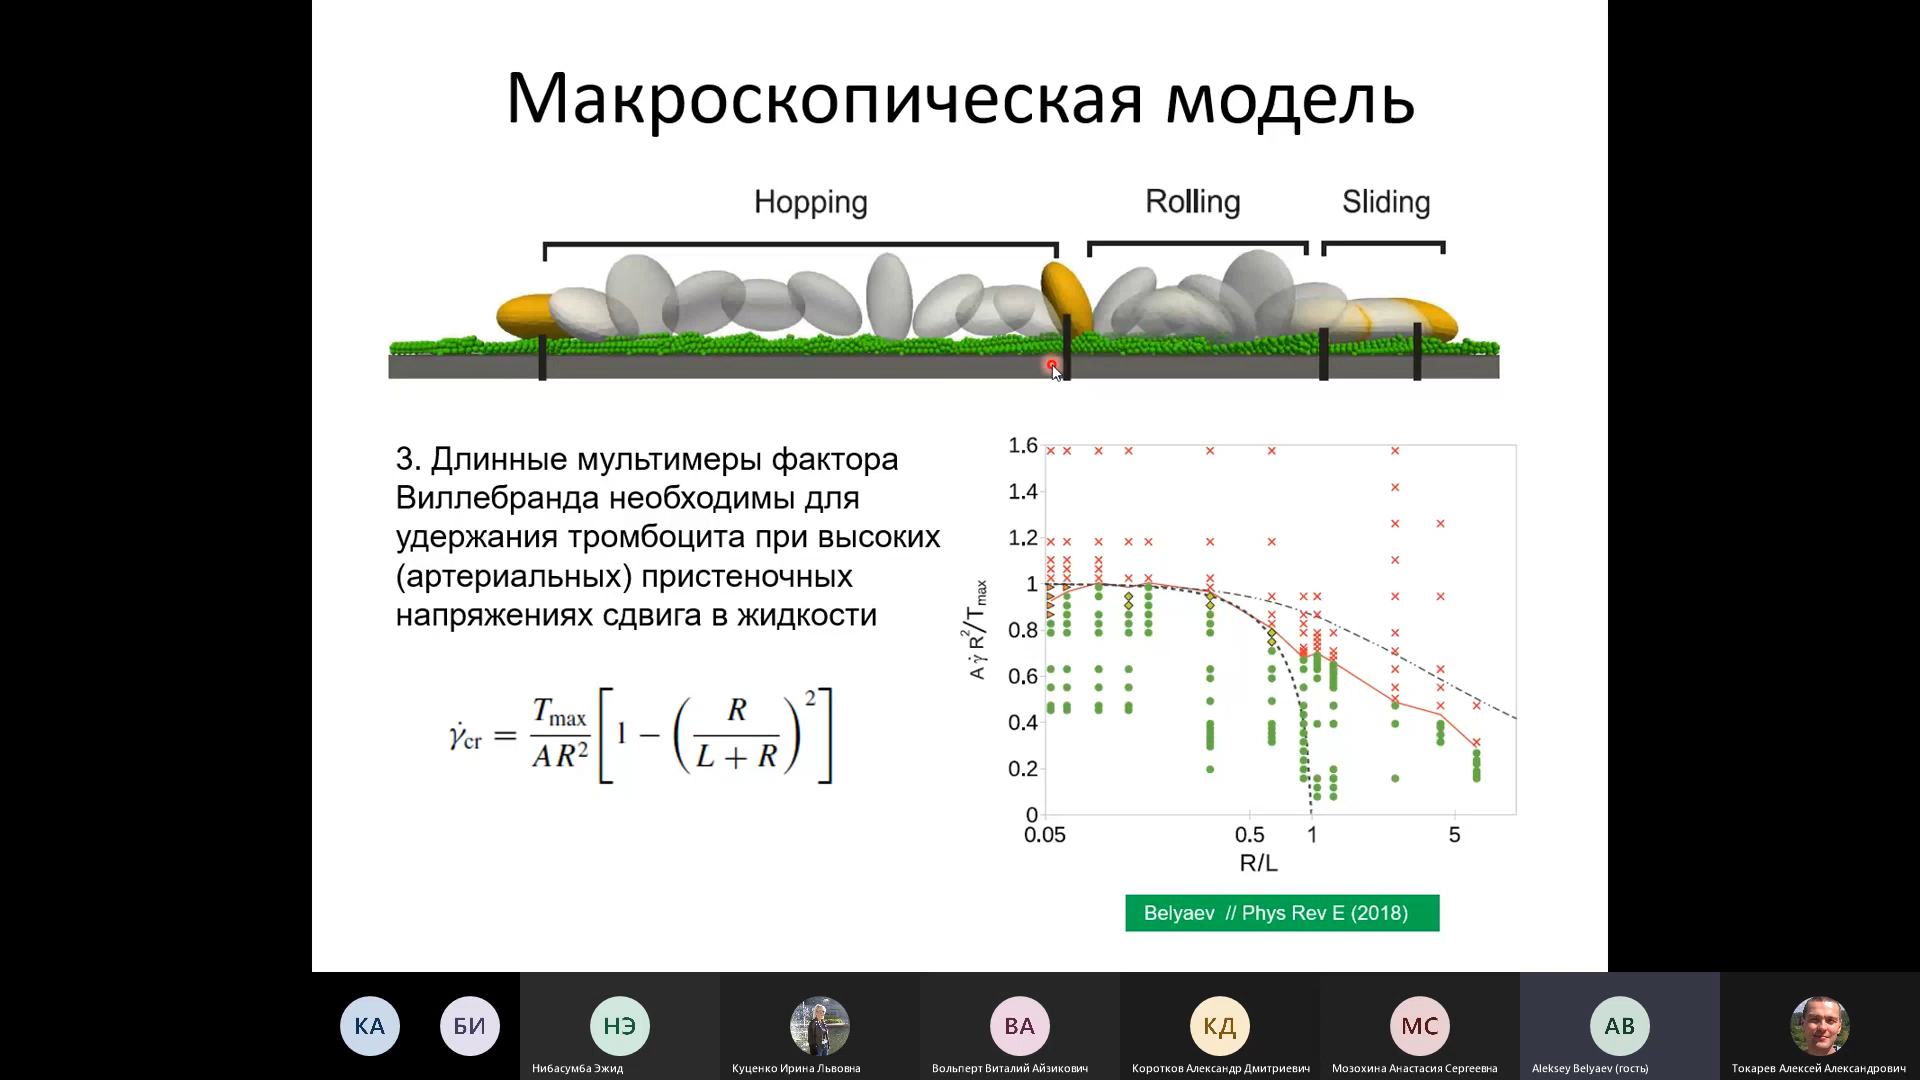 Макроскопическая модель
Hopping
Rolling
Sliding
3. Длинные мультимеры фактора
Виллебранда необходимы для
удержания тромбоцита при высоких
(артериальных) пристеночных
напряжениях сдвига в жидкости
γ̇cr = Tmax / AR² [1 − (R / (L + R))²]
A γ̇ R²/Tmax
1.6
1.4
1.2
1
0.8
0.6
0.4
0.2
0
0.05
0.5
1
5
R/L
Belyaev // Phys Rev E (2018)
КА
БИ
НЭ
ВА
КД
МС
АВ
Нибасумба Эжид
Куценко Ирина Львовна
Вольперт Виталий Айзикович
Коротков Александр Дмитриевич
Мозохина Анастасия Сергеевна
Aleksey Belyaev (гость)
Токарев Алексей Александрович